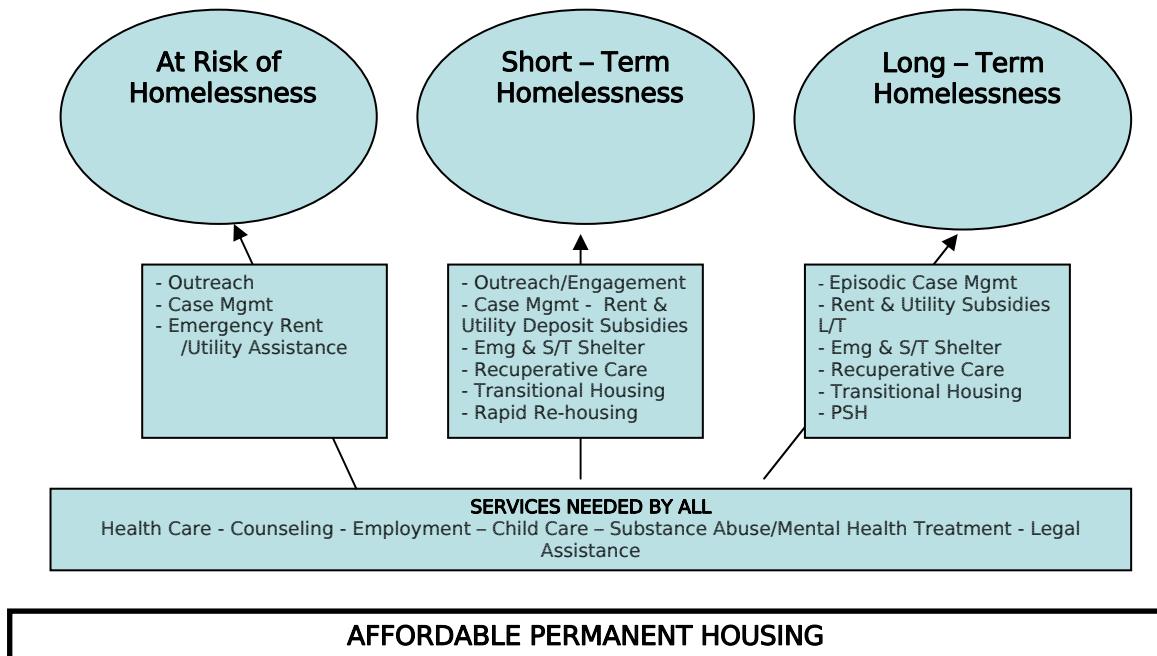 At Risk of
Homelessness
Short – Term
Homelessness
Long – Term
Homelessness
- Outreach
- Case Mgmt
- Emergency Rent
/Utility Assistance
- Outreach/Engagement
- Case Mgmt - Rent &
Utility Deposit Subsidies
- Emg & S/T Shelter
- Recuperative Care
- Transitional Housing
- Rapid Re-housing
- Episodic Case Mgmt
- Rent & Utility Subsidies
L/T
- Emg & S/T Shelter
- Recuperative Care
- Transitional Housing
- PSH
SERVICES NEEDED BY ALL
Health Care - Counseling - Employment – Child Care – Substance Abuse/Mental Health Treatment - Legal
Assistance
AFFORDABLE PERMANENT HOUSING